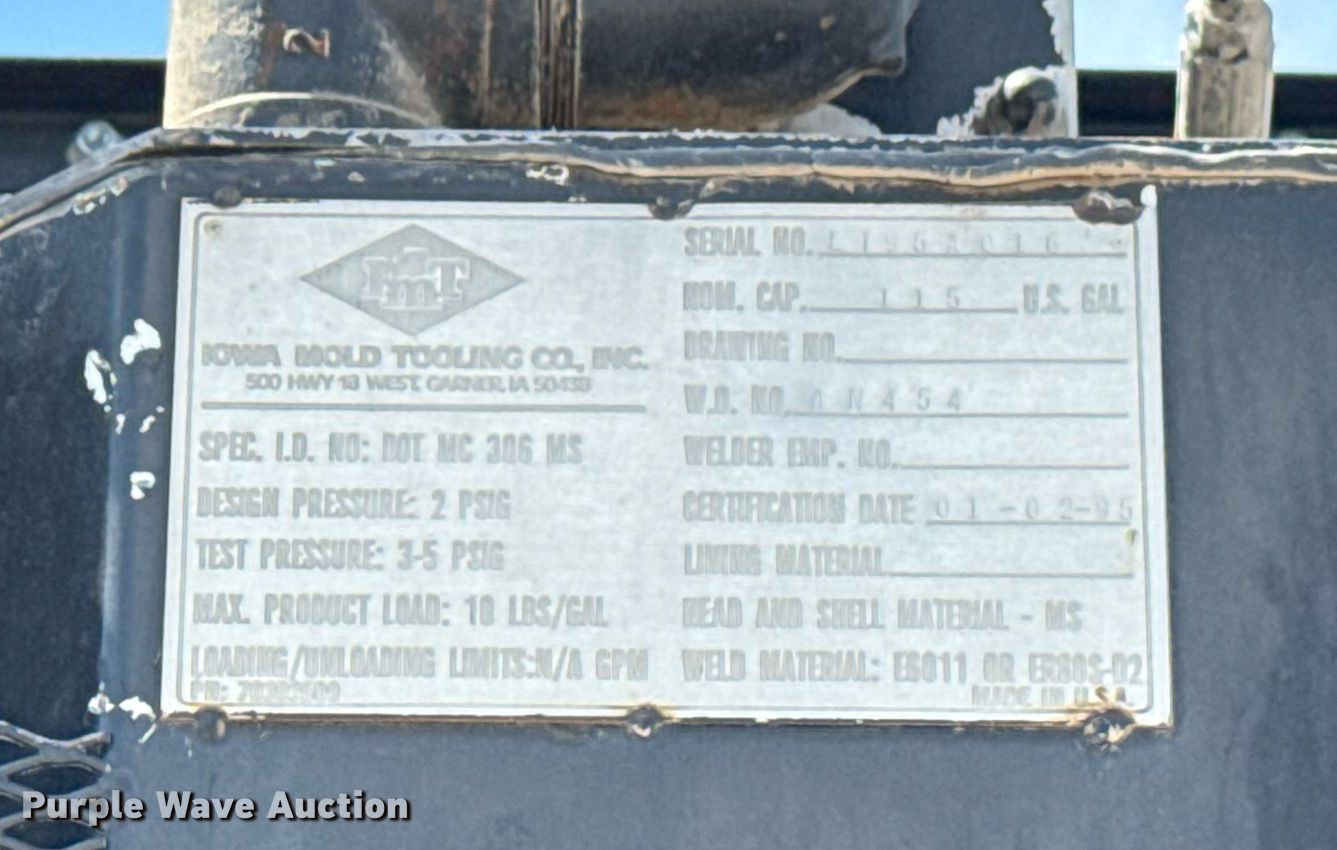 2
ImT
IOWA MOLD TOOLING CO., INC.
500 HWY 18 WEST, GARNER, IA 50438
SPEC. I.D. NO: DOT MC 306 MS
DESIGN PRESSURE: 2 PSIG
TEST PRESSURE: 3-5 PSIG
MAX. PRODUCT LOAD: 10 LBS/GAL
LOADING/UNLOADING LIMITS: N/A GPM
PN:
SERIAL NO.
NOM. CAP. 115 U.S. GAL
DRAWING NO.
W.O. NO. N454
WELDER EMP. NO.
CERTIFICATION DATE 01-02-95
LINING MATERIAL
HEAD AND SHELL MATERIAL - MS
WELD MATERIAL: E6011 OR ER80S-D2
MADE IN U.S.A.
Purple Wave Auction